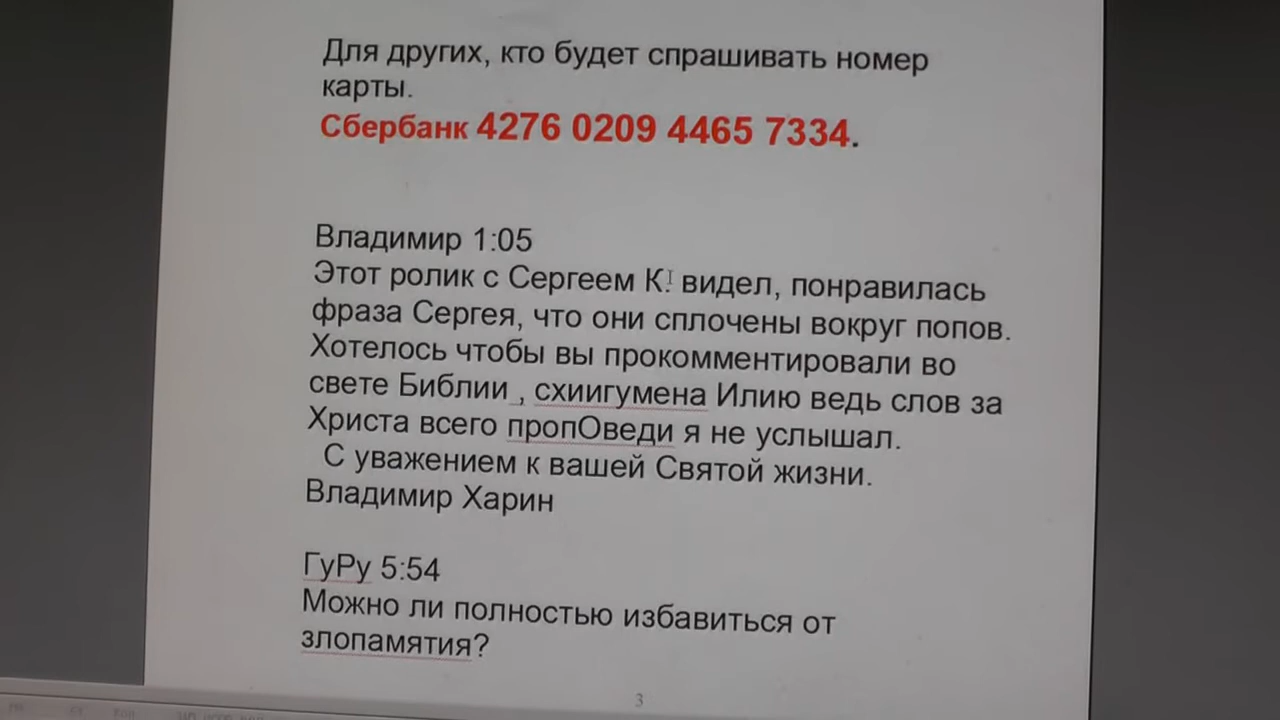 Для других, кто будет спрашивать номер
карты.
Сбербанк 4276 0209 4465 7334.
Владимир 1:05
Этот ролик с Сергеем К. видел, понравилась
фраза Сергея, что они сплочены вокруг попов.
Хотелось чтобы вы прокомментировали во
свете Библии , схиигумена Илию ведь слов за
Христа всего пропОведи я не услышал.
С уважением к вашей Святой жизни.
Владимир Харин
ГуРу 5:54
Можно ли полностью избавиться от
злопамятия?
3